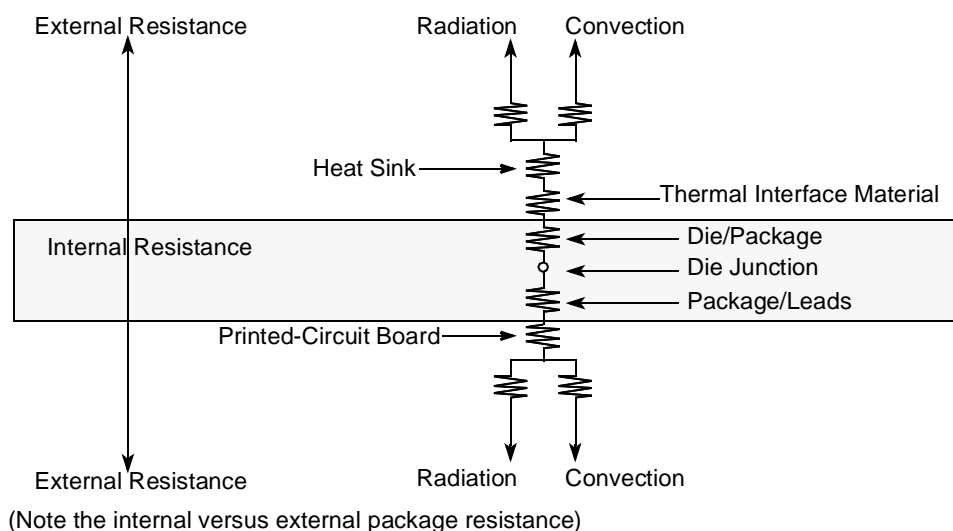 External Resistance
Radiation
Convection
Heat Sink
Thermal Interface Material
Internal Resistance
Die/Package
Die Junction
Package/Leads
Printed-Circuit Board
External Resistance
Radiation
Convection
(Note the internal versus external package resistance)